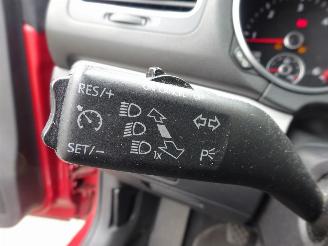 RES/+
SET/-
1X
P